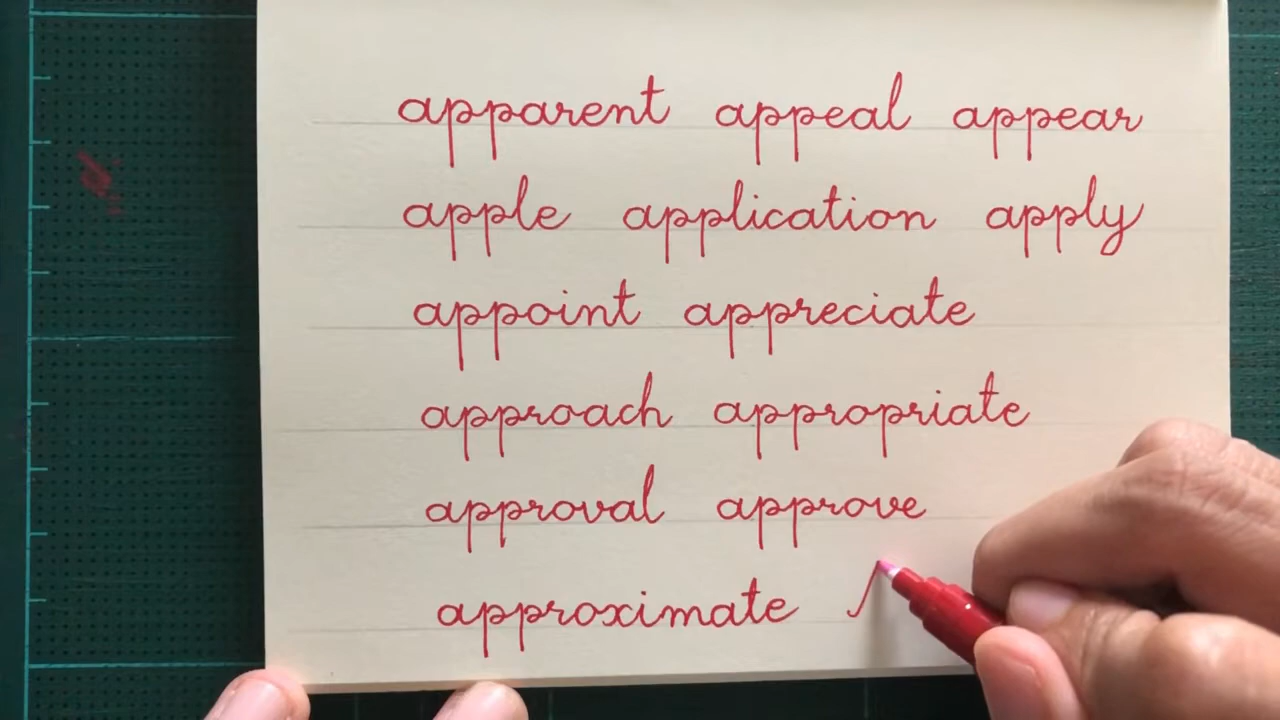 apparent appeal appear
apple application apply
appoint appreciate
approach appropriate
approval approve
approximate